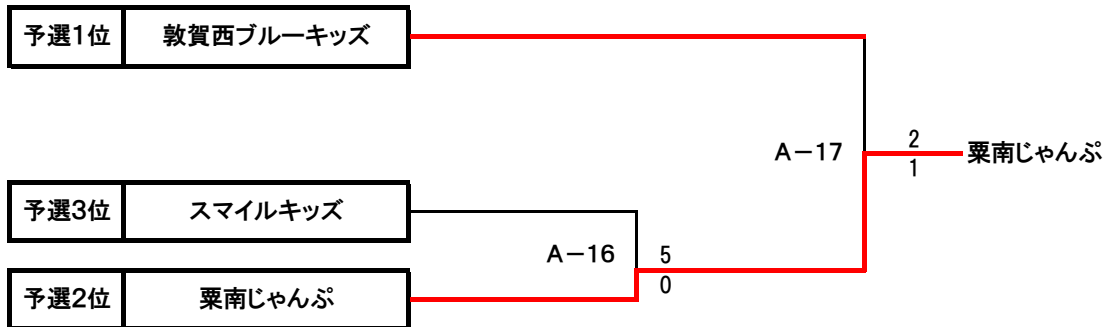 予選1位 敦賀西ブルーキッズ
A－17
2
1
粟南じゃんぷ
予選3位 スマイルキッズ
A－16
5
0
予選2位 粟南じゃんぷ